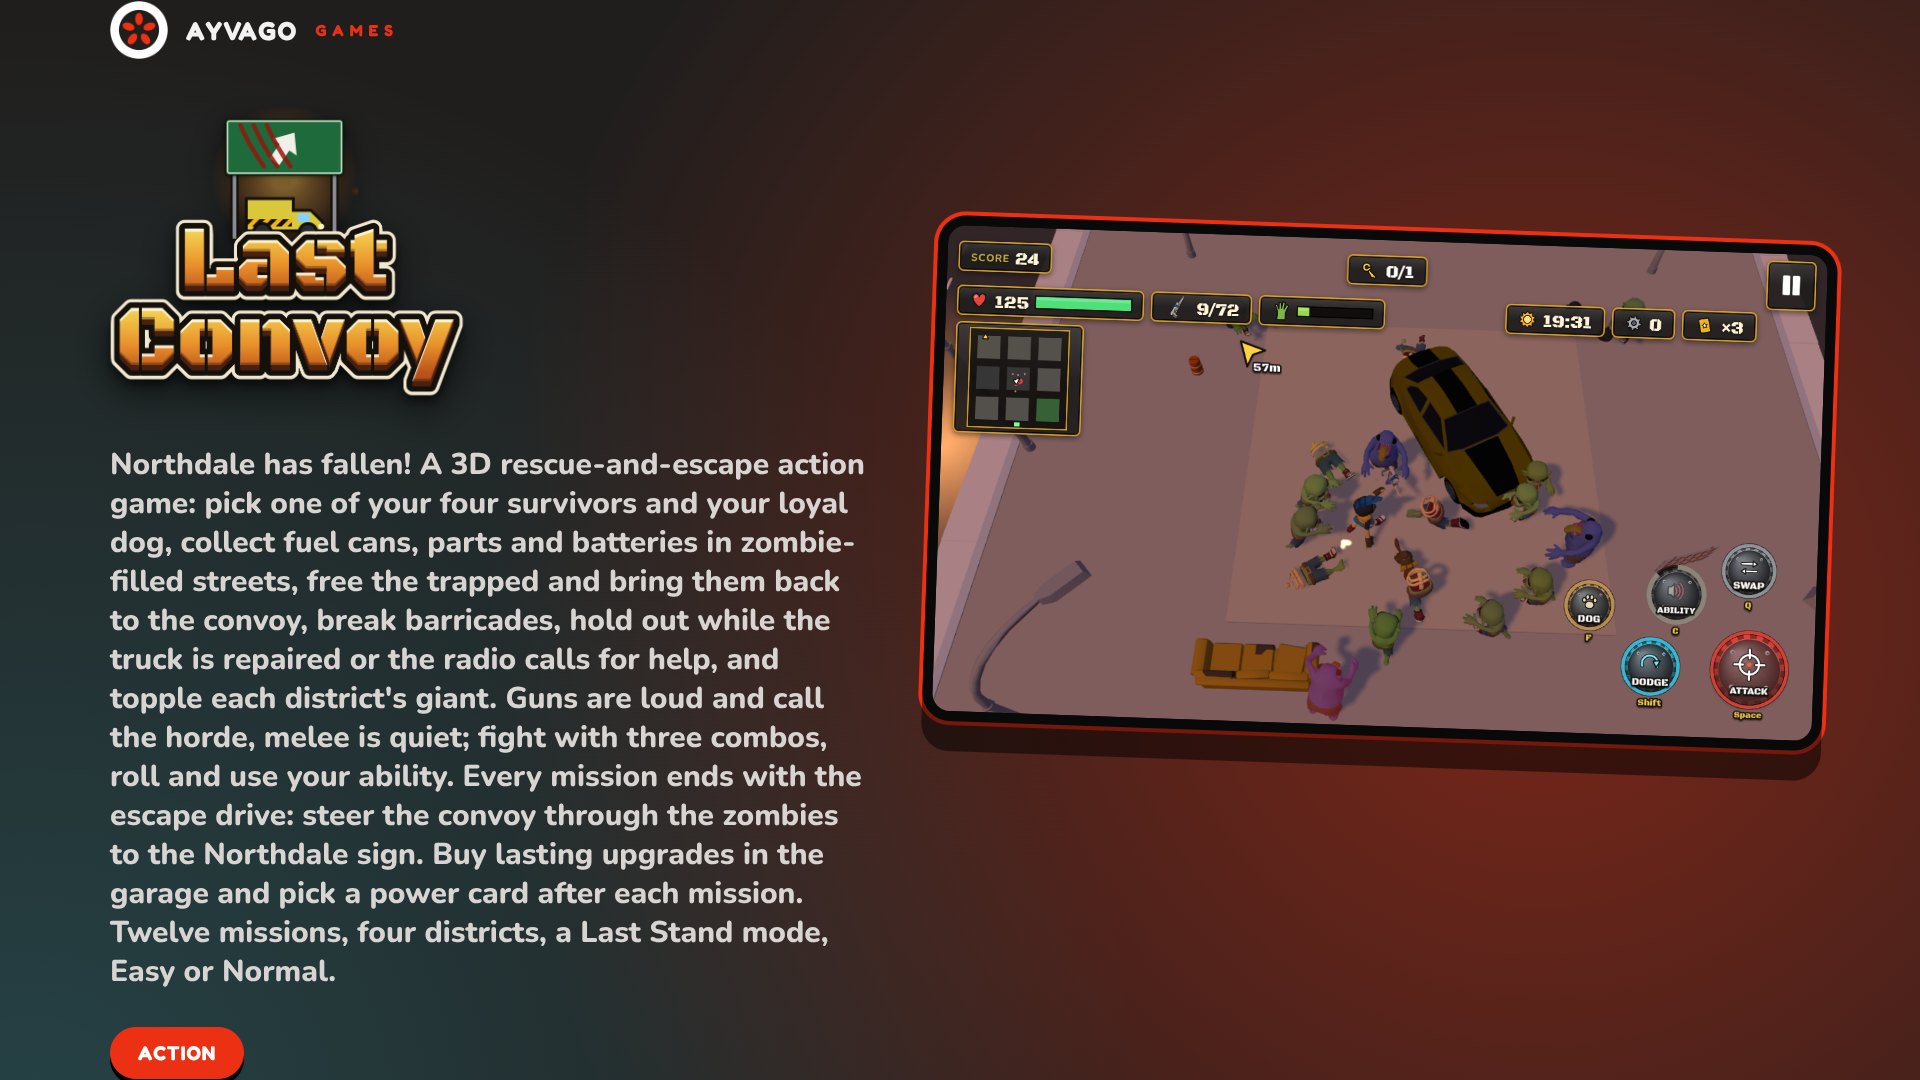 AYVAGO GAMES
Last
Convoy
Northdale has fallen! A 3D rescue-and-escape action
game: pick one of your four survivors and your loyal
dog, collect fuel cans, parts and batteries in zombie-
filled streets, free the trapped and bring them back
to the convoy, break barricades, hold out while the
truck is repaired or the radio calls for help, and
topple each district's giant. Guns are loud and call
the horde, melee is quiet; fight with three combos,
roll and use your ability. Every mission ends with the
escape drive: steer the convoy through the zombies
to the Northdale sign. Buy lasting upgrades in the
garage and pick a power card after each mission.
Twelve missions, four districts, a Last Stand mode,
Easy or Normal.
ACTION
SCORE 24
0/1
125
9/72
19:31
0
×3
57m
SWAP
Q
ABILITY
C
DOG
F
DODGE
Shift
ATTACK
Space